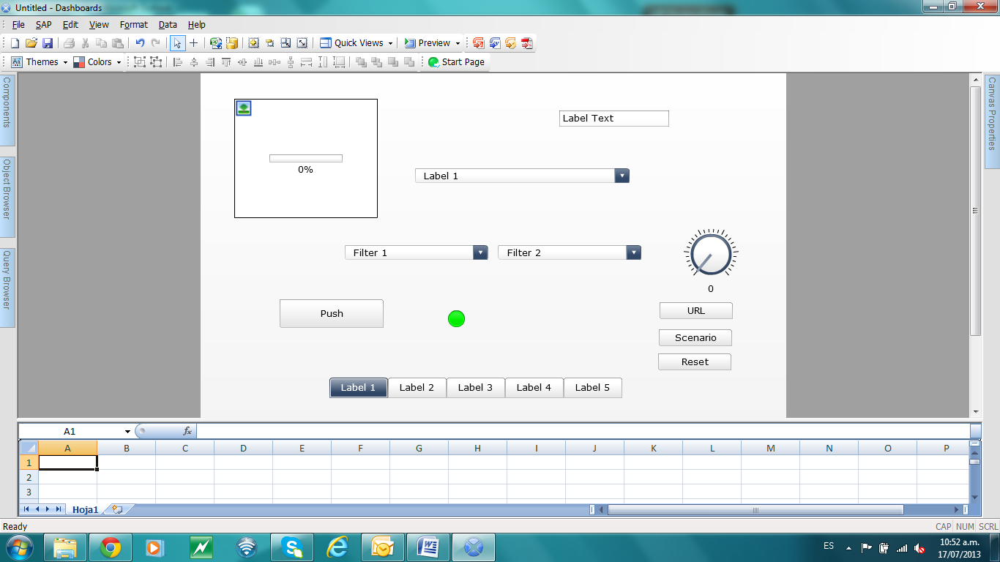 Untitled - Dashboards
File SAP Edit View Format Data Help
Quick Views Preview
Themes Colors Start Page
Components
Object Browser
Query Browser
Canvas Properties
Label Text
0%
Label 1
Filter 1 Filter 2
0
Push
URL
Scenario
Reset
Label 1 Label 2 Label 3 Label 4 Label 5
A1 fx
A B C D E F G H I J K L M N O P
1
2
3
Hoja1
Ready CAP NUM SCRL
ES 10:52 a.m.
17/07/2013